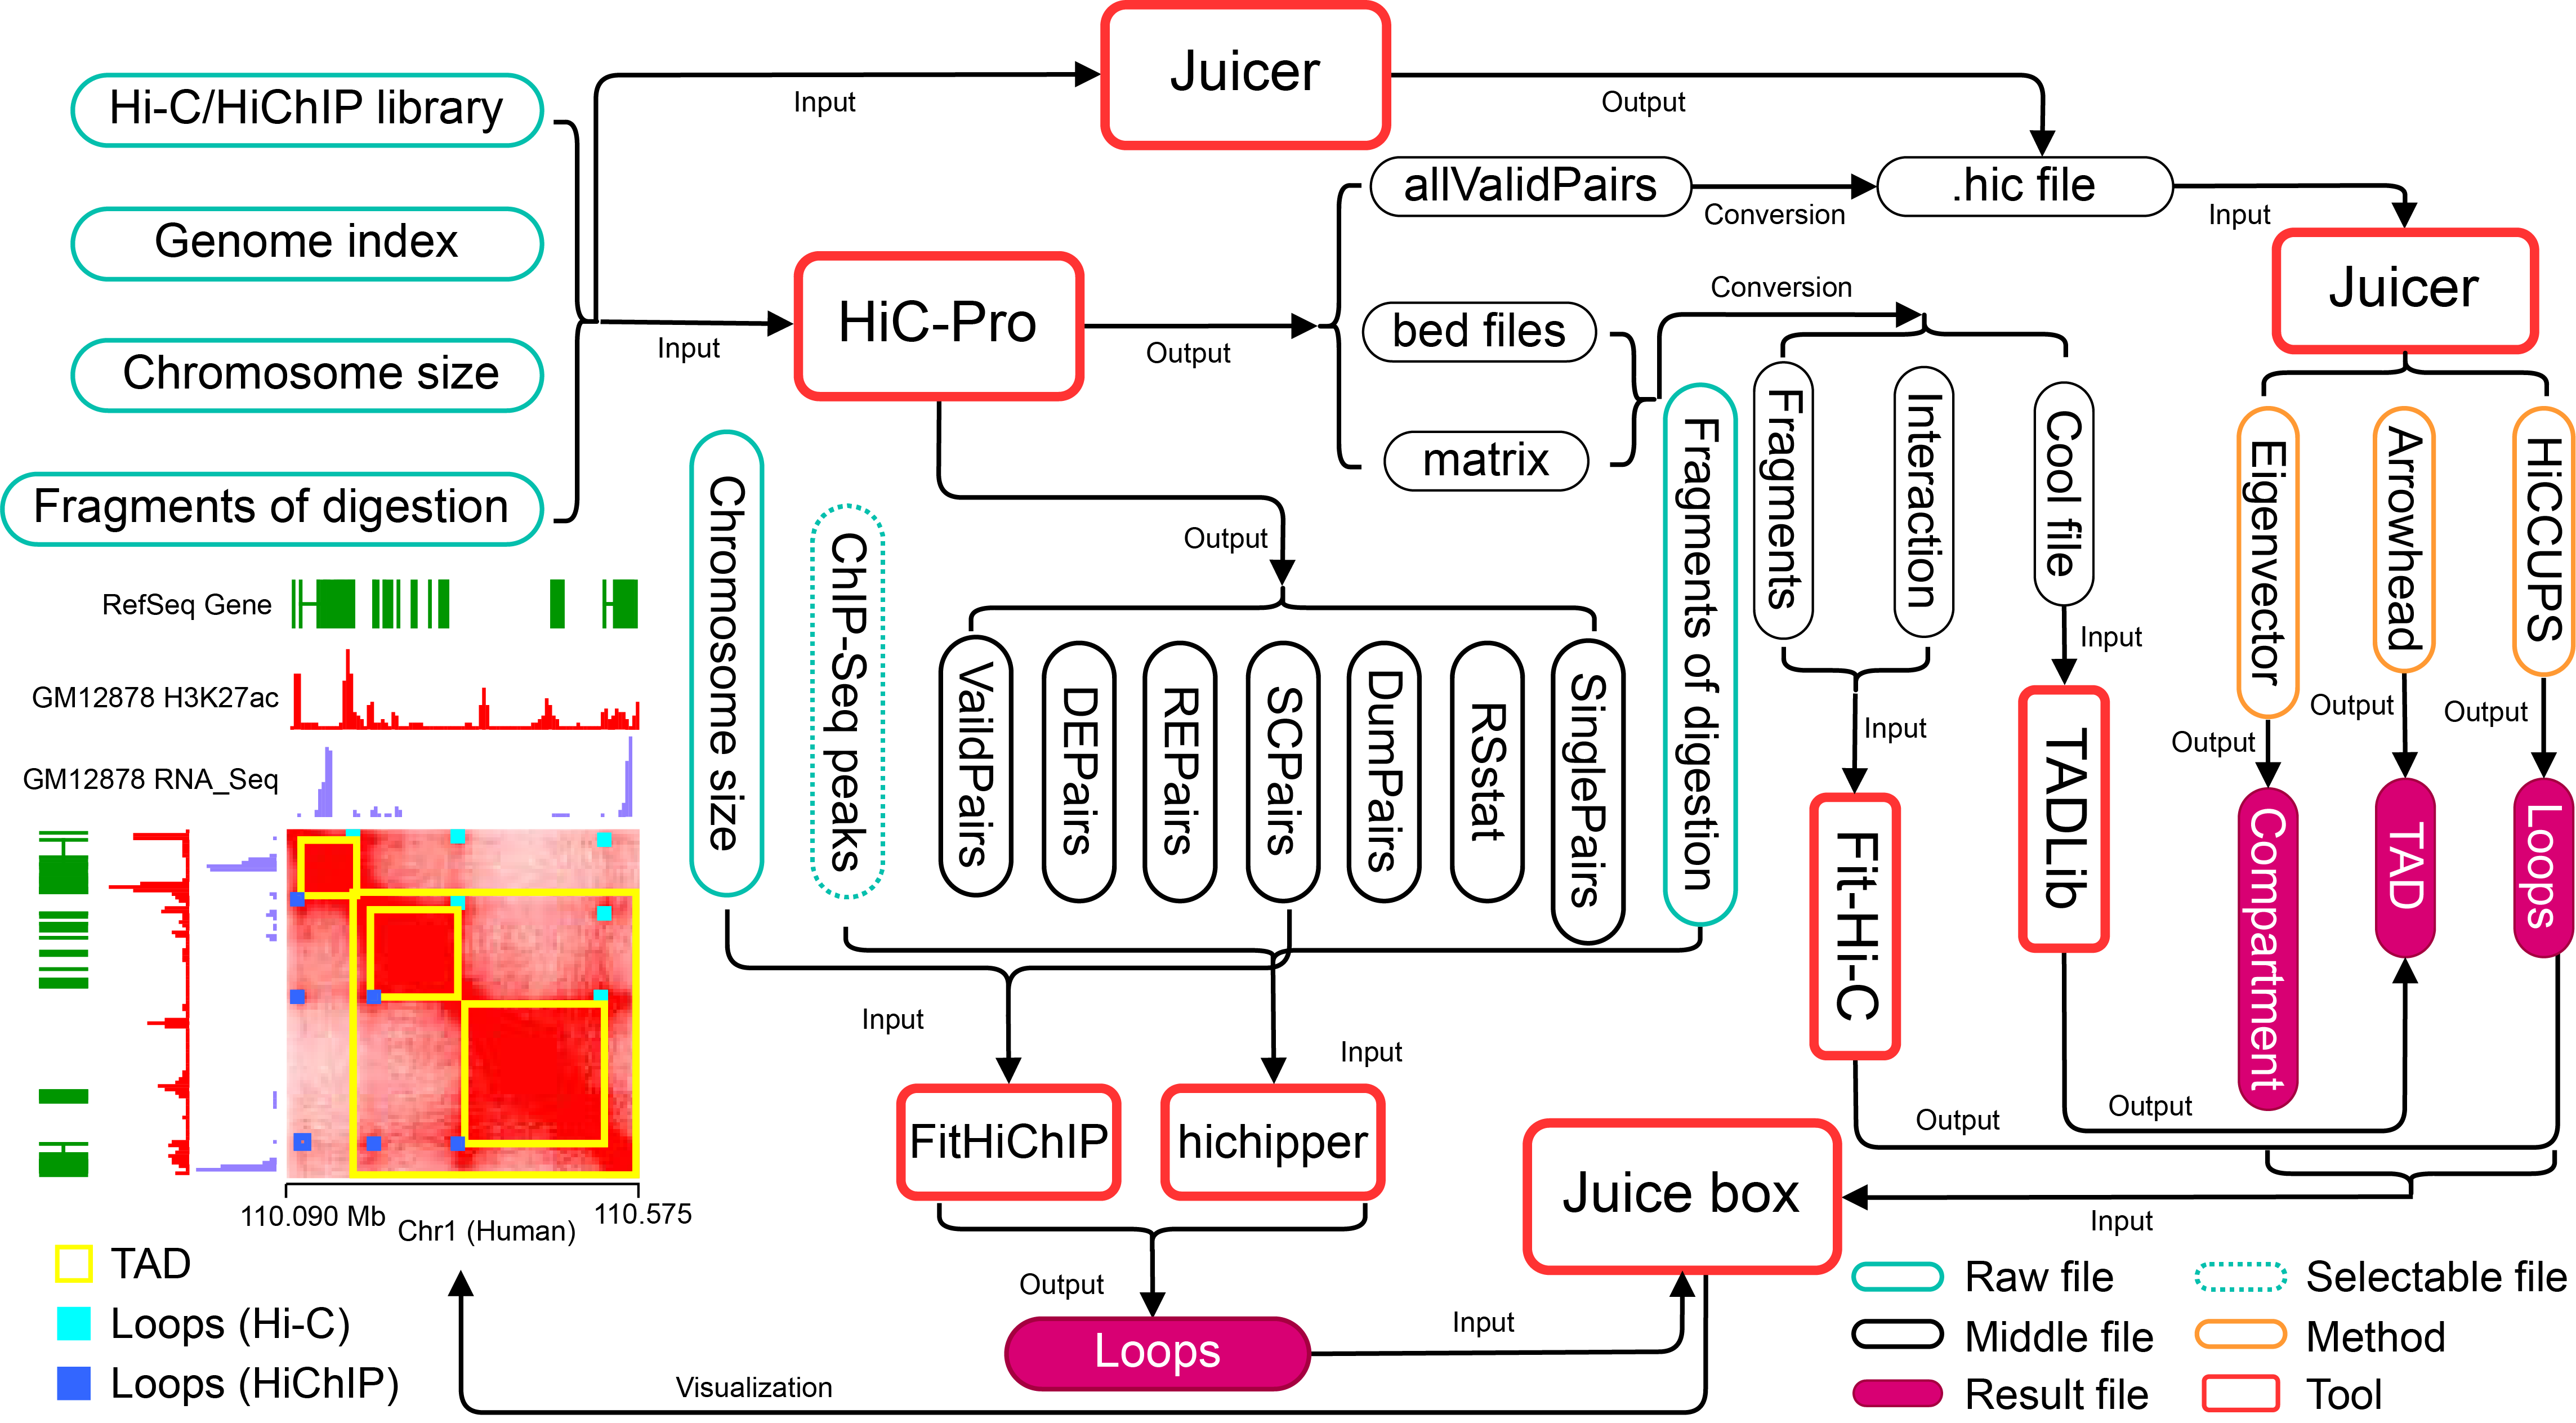 Juicer
Hi-C/HiChIP library
Input
Output
allValidPairs
.hic file
Conversion
Input
Genome index
HiC-Pro
Juicer
Conversion
bed files
Chromosome size
Input
Output
matrix
Fragments of digestion
Chromosome size
ChIP-Seq peaks
Output
VaildPairs
DEPairs
REPairs
SCPairs
DumPairs
RSstat
SinglePairs
Fragments of digestion
Fragments
Interaction
Cool file
Eigenvector
Arrowhead
HiCCUPS
Input
Input
Output
Output
Output
TADLib
Fit-Hi-C
Compartment
TAD
Loops
RefSeq Gene
GM12878 H3K27ac
GM12878 RNA_Seq
Input
Input
FitHiChIP
hichipper
Output
Output
Juice box
Input
110.090 Mb
Chr1 (Human)
110.575
Output
Loops
Input
Visualization
TAD
Loops (Hi-C)
Loops (HiChIP)
Raw file
Selectable file
Middle file
Method
Result file
Tool